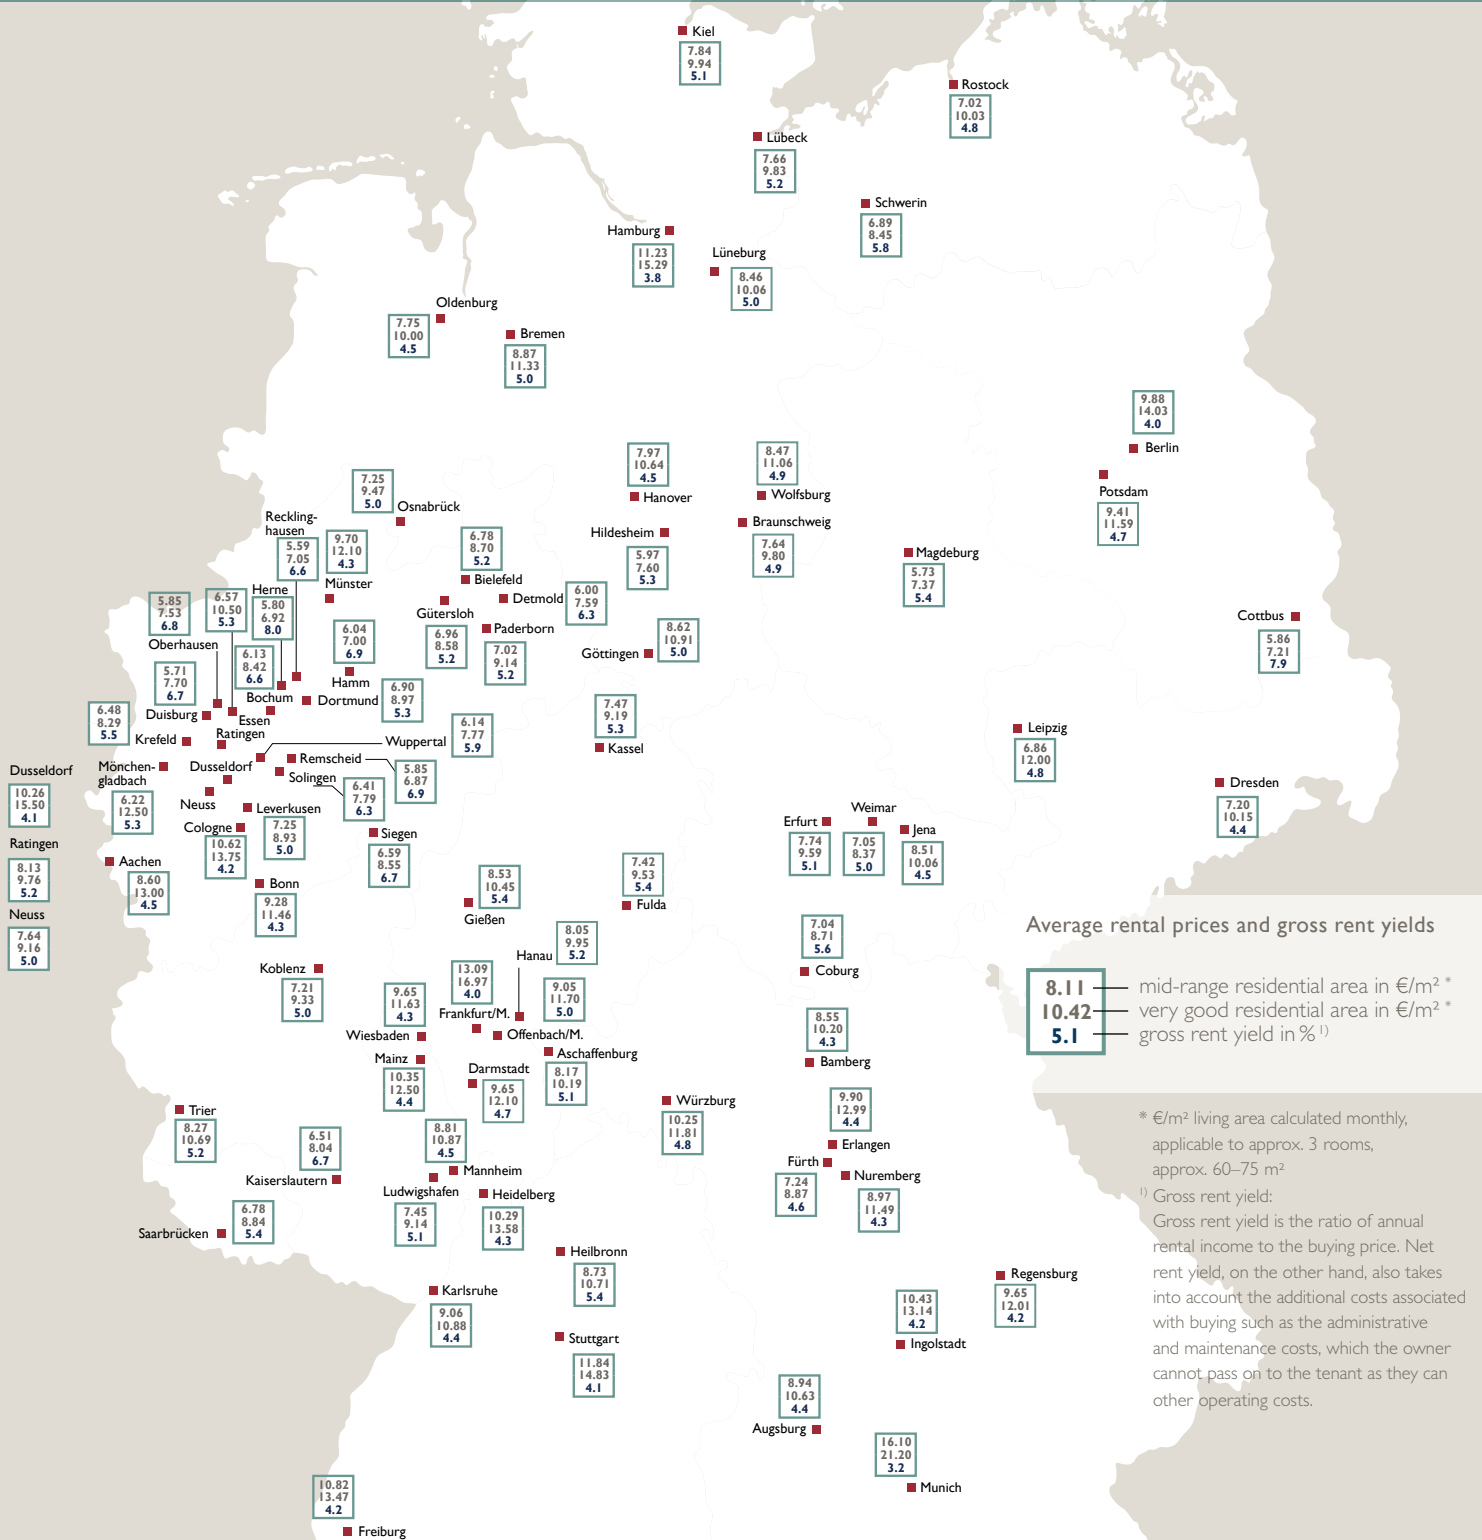 Kiel
7.84
9.94
5.1
Rostock
7.02
10.03
4.8
Lübeck
7.66
9.83
5.2
Schwerin
6.89
8.45
5.8
Hamburg
11.23
15.29
3.8
Lüneburg
8.46
10.06
5.0
Oldenburg
7.75
10.00
4.5
Bremen
8.87
11.33
5.0
9.88
14.03
4.0
Berlin
Potsdam
9.41
11.59
4.7
7.97
10.64
4.5
Hanover
8.47
11.06
4.9
Wolfsburg
7.25
9.47
5.0
Osnabrück
Reckling-
hausen
5.59
7.05
6.6
9.70
12.10
4.3
Münster
6.78
8.70
5.2
Bielefeld
Hildesheim
5.97
7.60
5.3
Braunschweig
7.64
9.80
4.9
Magdeburg
5.73
7.37
5.4
Detmold
6.00
7.59
6.3
Gütersloh
6.96
8.58
5.2
Paderborn
7.02
9.14
5.2
Göttingen
8.62
10.91
5.0
Cottbus
5.86
7.21
7.9
5.85
7.53
6.8
Oberhausen
6.57
10.50
5.3
Herne
5.80
6.92
8.0
6.04
7.00
6.9
Hamm
5.71
7.70
6.7
Duisburg
6.13
8.42
6.6
Bochum
Dortmund
6.90
8.97
5.3
Essen
6.48
8.29
5.5
Krefeld
Ratingen
Wuppertal
6.14
7.77
5.9
7.47
9.19
5.3
Kassel
Leipzig
6.86
12.00
4.8
Dresden
7.20
10.15
4.4
Mönchen-
gladbach
6.22
12.50
5.3
Dusseldorf
Remscheid
5.85
6.87
6.9
Solingen
6.41
7.79
6.3
Neuss
Leverkusen
7.25
8.93
5.0
Cologne
10.62
13.75
4.2
Dusseldorf
10.26
15.50
4.1
Ratingen
8.13
9.76
5.2
Neuss
7.64
9.16
5.0
Siegen
6.59
8.55
6.7
Aachen
8.60
13.00
4.5
Bonn
9.28
11.46
4.3
8.53
10.45
5.4
Gießen
7.42
9.53
5.4
Fulda
Erfurt
7.74
9.59
5.1
Weimar
7.05
8.37
5.0
Jena
8.51
10.06
4.5
7.04
8.71
5.6
Coburg
Koblenz
7.21
9.33
5.0
Hanau
8.05
9.95
5.2
13.09
16.97
4.0
Frankfurt/M.
9.05
11.70
5.0
Offenbach/M.
9.65
11.63
4.3
Wiesbaden
Mainz
10.35
12.50
4.4
Darmstadt
9.65
12.10
4.7
Aschaffenburg
8.17
10.19
5.1
8.55
10.20
4.3
Bamberg
Trier
8.27
10.69
5.2
6.51
8.04
6.7
Kaiserslautern
8.81
10.87
4.5
Mannheim
Würzburg
10.25
11.81
4.8
9.90
12.99
4.4
Erlangen
Fürth
7.24
8.87
4.6
Nuremberg
8.97
11.49
4.3
Ludwigshafen
7.45
9.14
5.1
Heidelberg
10.29
13.58
4.3
Saarbrücken
6.78
8.84
5.4
Heilbronn
8.73
10.71
5.4
Karlsruhe
9.06
10.88
4.4
Stuttgart
11.84
14.83
4.1
Regensburg
9.65
12.01
4.2
10.43
13.14
4.2
Ingolstadt
8.94
10.63
4.4
Augsburg
16.10
21.20
3.2
Munich
10.82
13.47
4.2
Freiburg
Average rental prices and gross rent yields
8.11 mid-range residential area in €/m² *
10.42 very good residential area in €/m² *
5.1 gross rent yield in % 1)
* €/m² living area calculated monthly,
applicable to approx. 3 rooms,
approx. 60–75 m²
1) Gross rent yield:
Gross rent yield is the ratio of annual
rental income to the buying price. Net
rent yield, on the other hand, also takes
into account the additional costs associated
with buying such as the administrative
and maintenance costs, which the owner
cannot pass on to the tenant as they can
other operating costs.